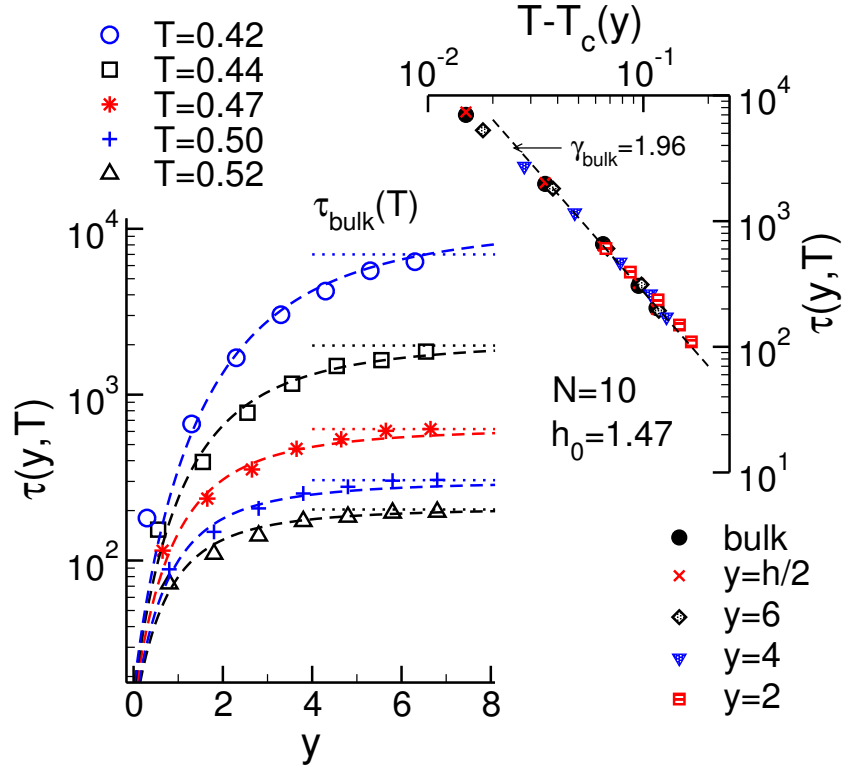 T=0.42
T=0.44
T=0.47
T=0.50
T=0.52
T-T_c(y)
10^-2
10^-1
γ_bulk=1.96
10^4
10^3
10^2
10^1
τ(y,T)
N=10
h_0=1.47
τ_bulk(T)
10^4
10^3
10^2
τ(y,T)
0
2
4
6
8
y
bulk
y=h/2
y=6
y=4
y=2